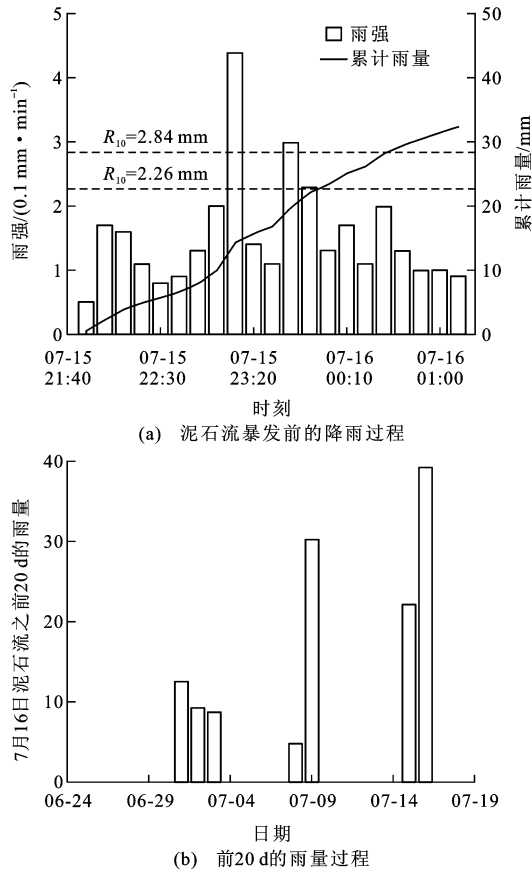 5
50
雨强
累计雨量
4
40
R10=2.84 mm
3
30
R10=2.26 mm
2
20
1
10
0
0
雨强/(0.1 mm·min⁻¹)
累计雨量/mm
07-15 07-15 07-15 07-16 07-16
21:40 22:30 23:20 00:10 01:00
时刻
(a) 泥石流暴发前的降雨过程
40
30
20
10
0
7月16日泥石流之前20 d的雨量
06-24 06-29 07-04 07-09 07-14 07-19
日期
(b) 前20 d的雨量过程